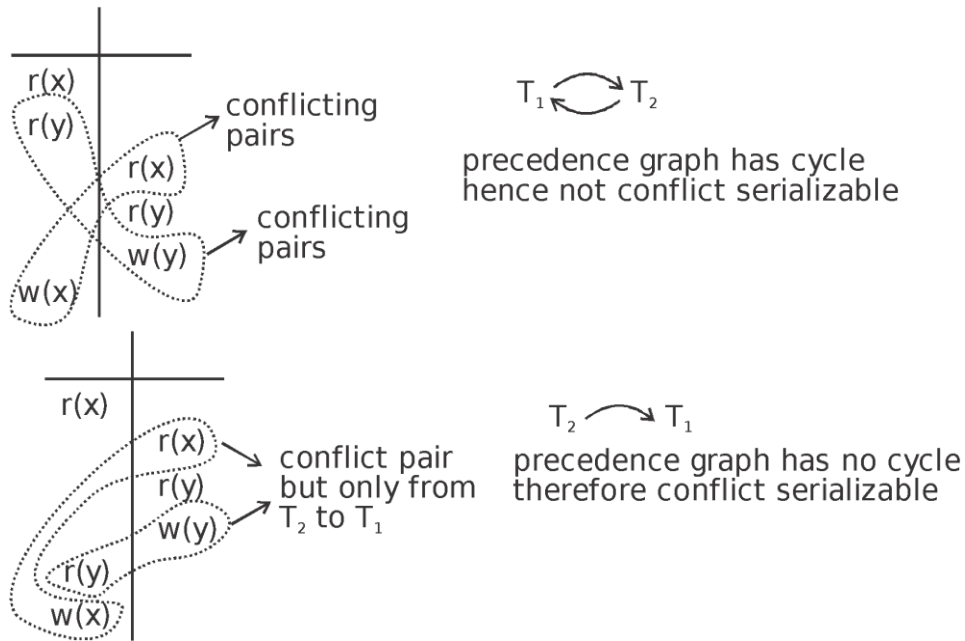 r(x)
r(y)
r(x)
r(y)
w(y)
w(x)
conflicting
pairs
conflicting
pairs
T₁ T₂
precedence graph has cycle
hence not conflict serializable
r(x)
r(x)
r(y)
w(y)
r(y)
w(x)
conflict pair
but only from
T₂ to T₁
T₂ T₁
precedence graph has no cycle
therefore conflict serializable